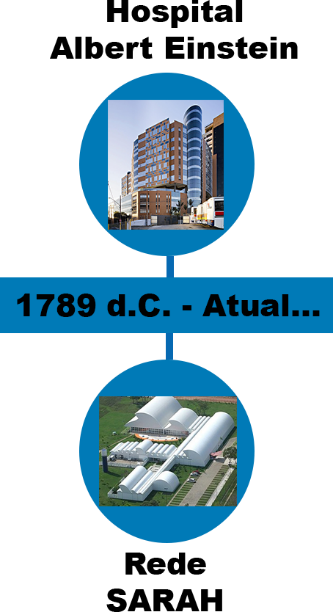 Hospital
Albert Einstein
1789 d.C. - Atual...
Rede
SARAH